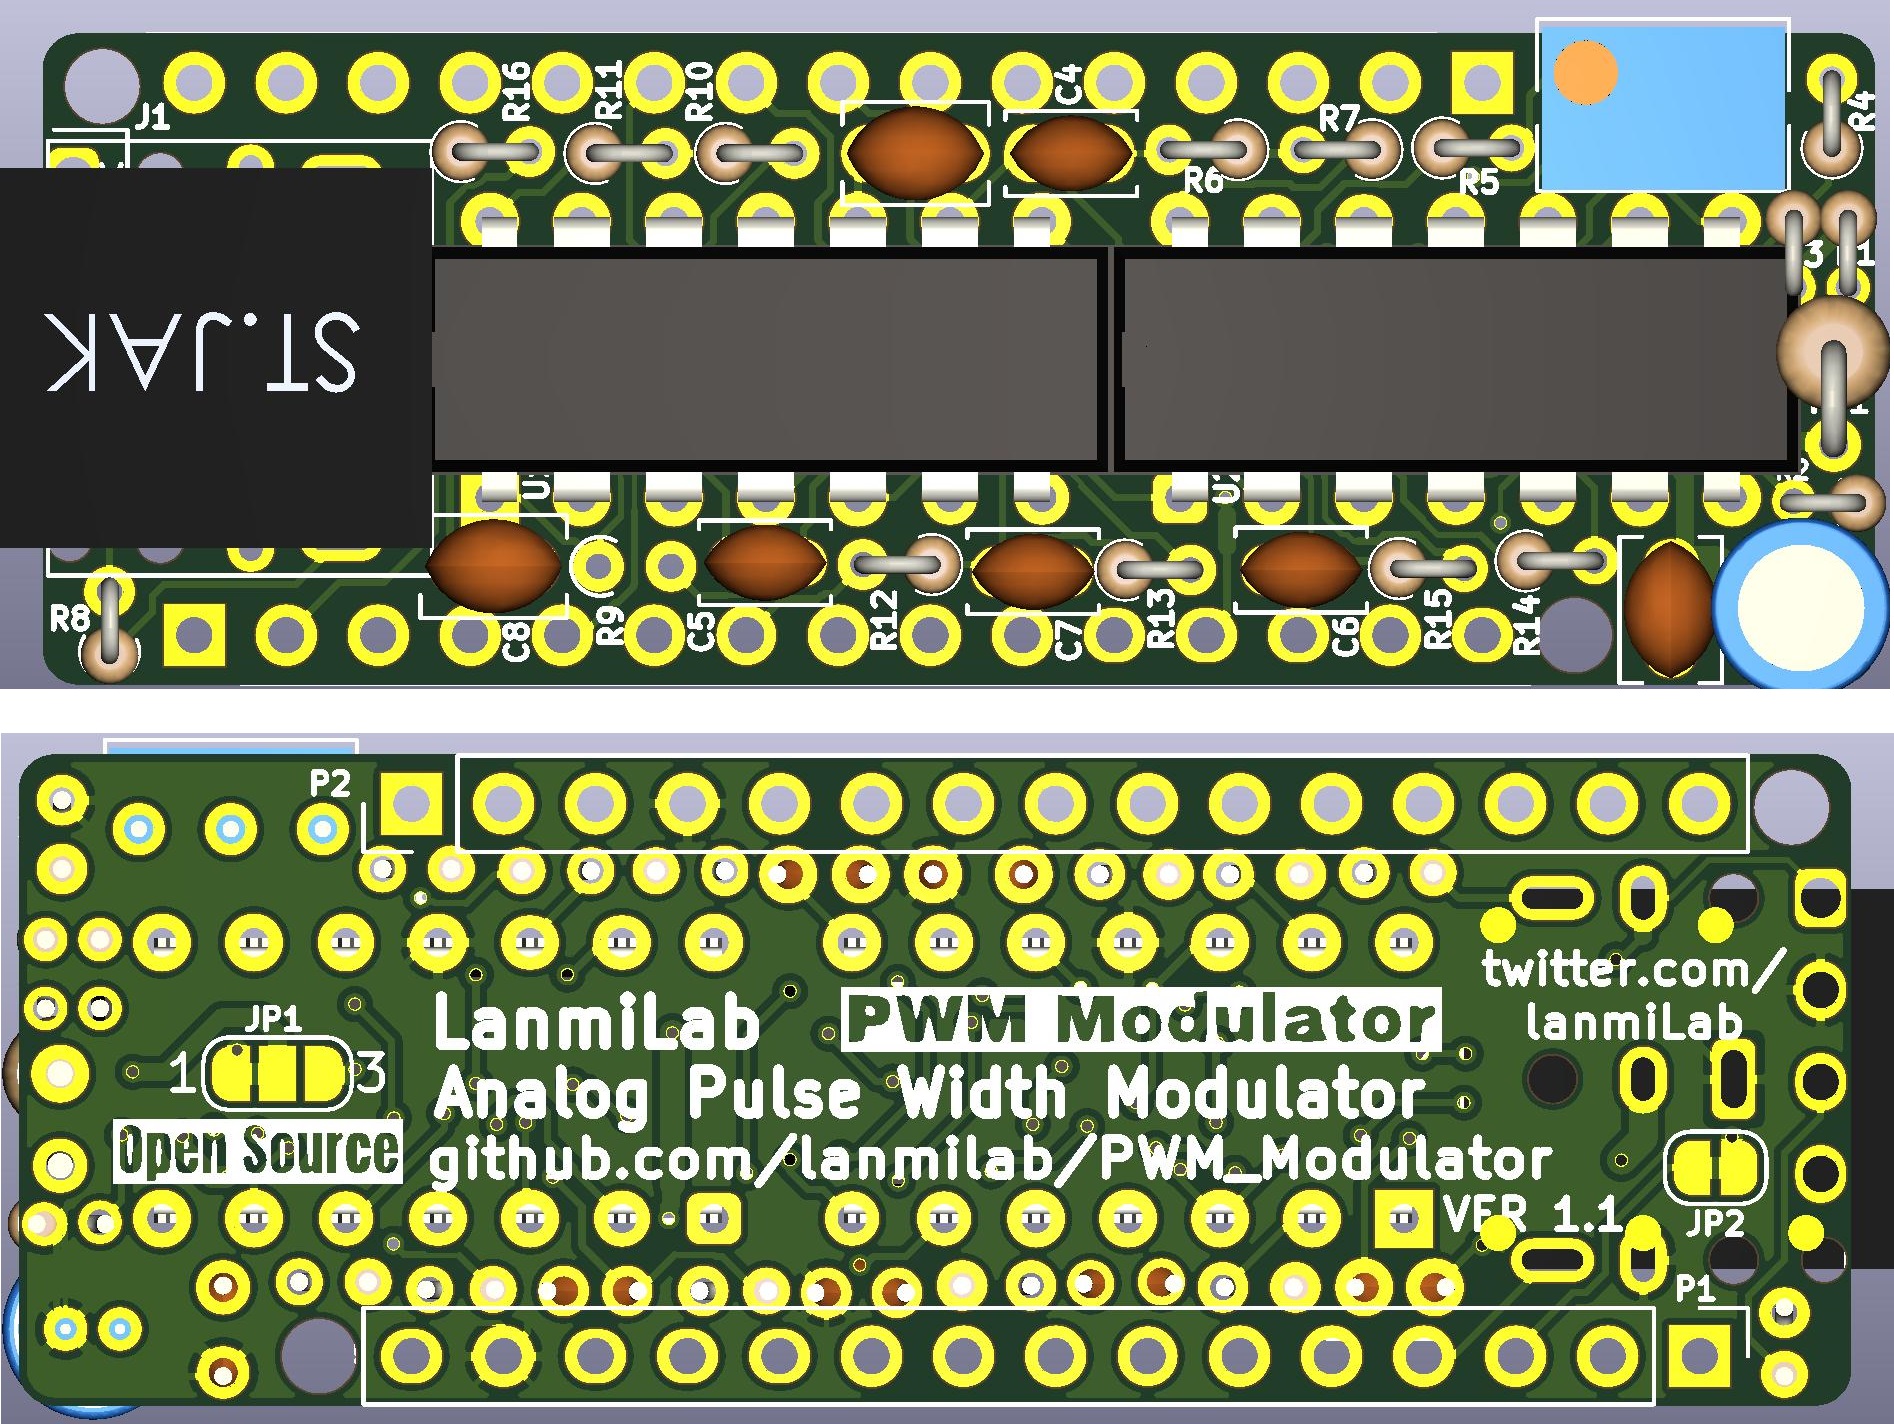 R16
R11
R10
C4
R7
R4
J1
R6
R5
3
1
ST.JAK
R8
C8
R9
C5
R12
C7
R13
C6
R15
R14
P2
twitter.com/
lanmiLab
JP1
1
3
LanmiLab
PWM Modulator
Analog Pulse Width Modulator
Open Source
github.com/lanmilab/PWM_Modulator
VER 1.1
JP2
P1